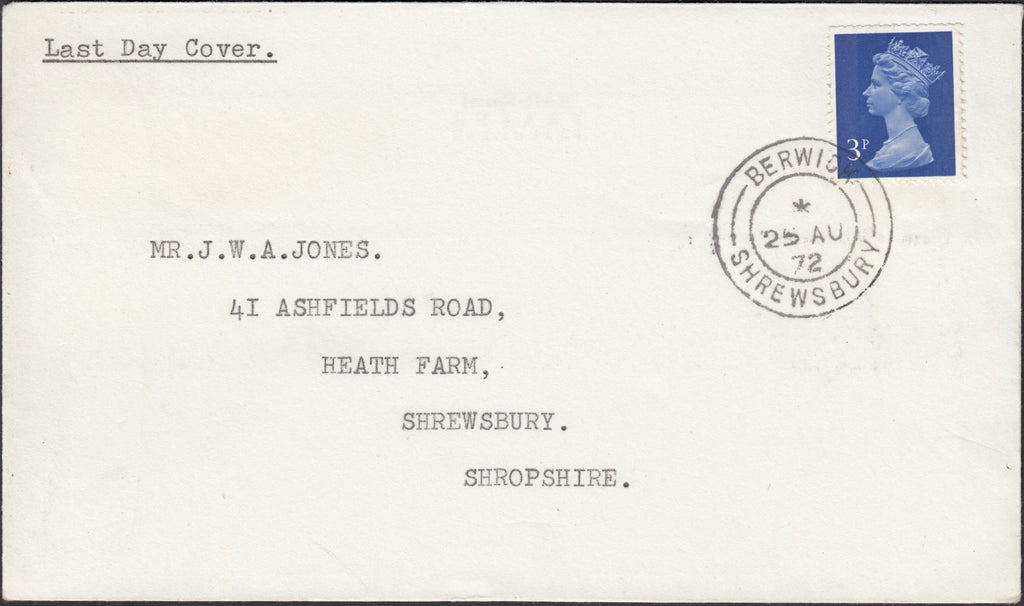 Last Day Cover.
3P
BERWICK
*
25 AU
72
SHREWSBURY
MR.J.W.A.JONES.
4I ASHFIELDS ROAD,
HEATH FARM,
SHREWSBURY.
SHROPSHIRE.